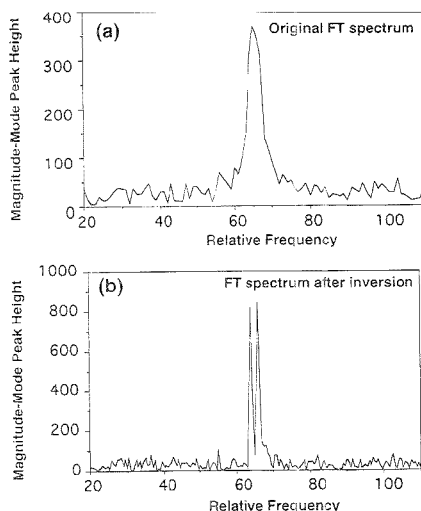 (a)
Original FT spectrum
Magnitude-Mode Peak Height
400
300
200
100
0
20
40
60
80
100
Relative Frequency
(b)
FT spectrum after inversion
Magnitude-Mode Peak Height
1000
800
600
400
200
0
20
40
60
80
100
Relative Frequency